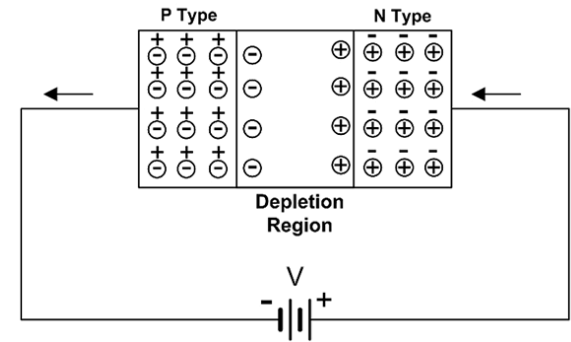 P Type N Type
+ + +
- - -
⊖ ⊖ ⊖ ⊖ ⊕ ⊕ ⊕ ⊕
+ + +
- - -
⊖ ⊖ ⊖ ⊖ ⊕ ⊕ ⊕ ⊕
+ + +
- - -
⊖ ⊖ ⊖ ⊖ ⊕ ⊕ ⊕ ⊕
+ + +
- - -
⊖ ⊖ ⊖ ⊖ ⊕ ⊕ ⊕ ⊕
Depletion
Region
V
- +